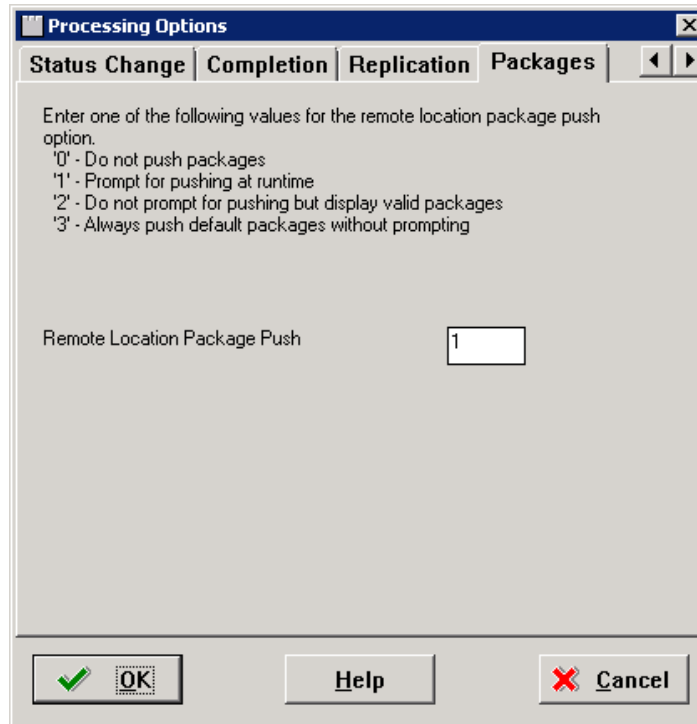 Processing Options
Status Change Completion Replication Packages
Enter one of the following values for the remote location package push
option.
'0' - Do not push packages
'1' - Prompt for pushing at runtime
'2' - Do not prompt for pushing but display valid packages
'3' - Always push default packages without prompting
Remote Location Package Push 1
OK Help Cancel